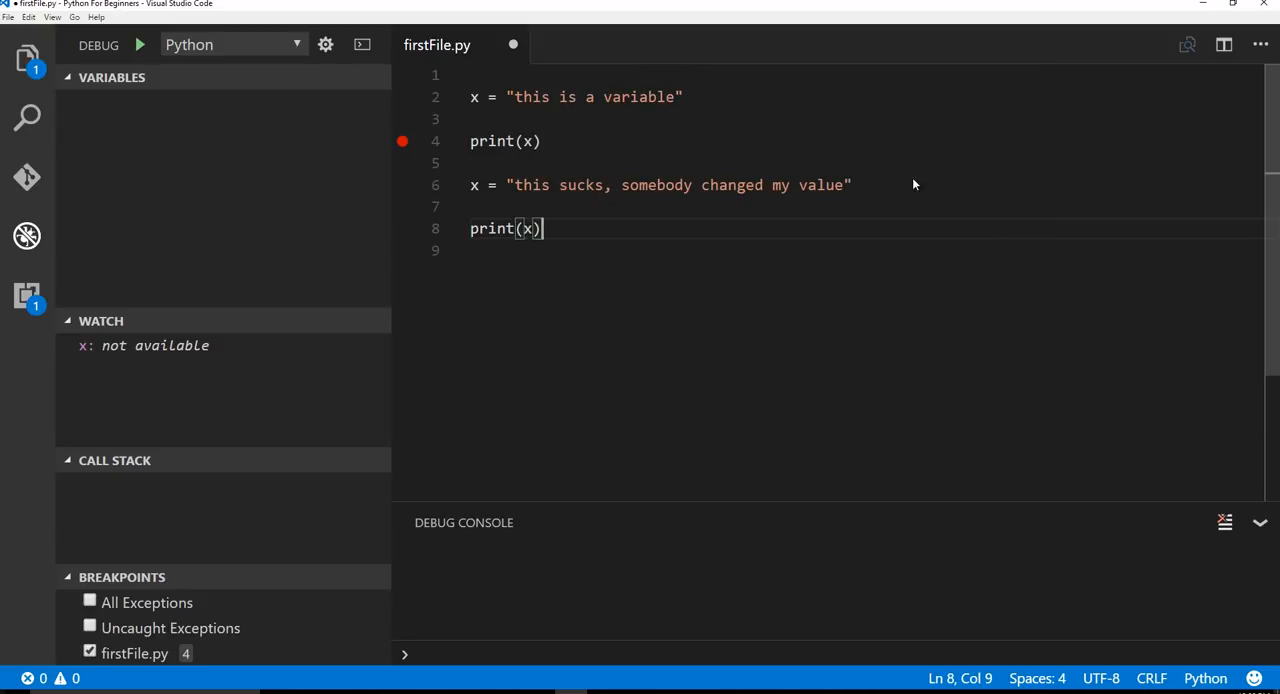 firstFile.py - Python For Beginners - Visual Studio Code
File Edit View Go Help
DEBUG Python
firstFile.py
1
VARIABLES
1
2 x = "this is a variable"
3
4 print(x)
5
6 x = "this sucks, somebody changed my value"
7
8 print(x)
9
1
WATCH
x: not available
CALL STACK
DEBUG CONSOLE
BREAKPOINTS
All Exceptions
Uncaught Exceptions
firstFile.py 4
0 0 Ln 8, Col 9 Spaces: 4 UTF-8 CRLF Python